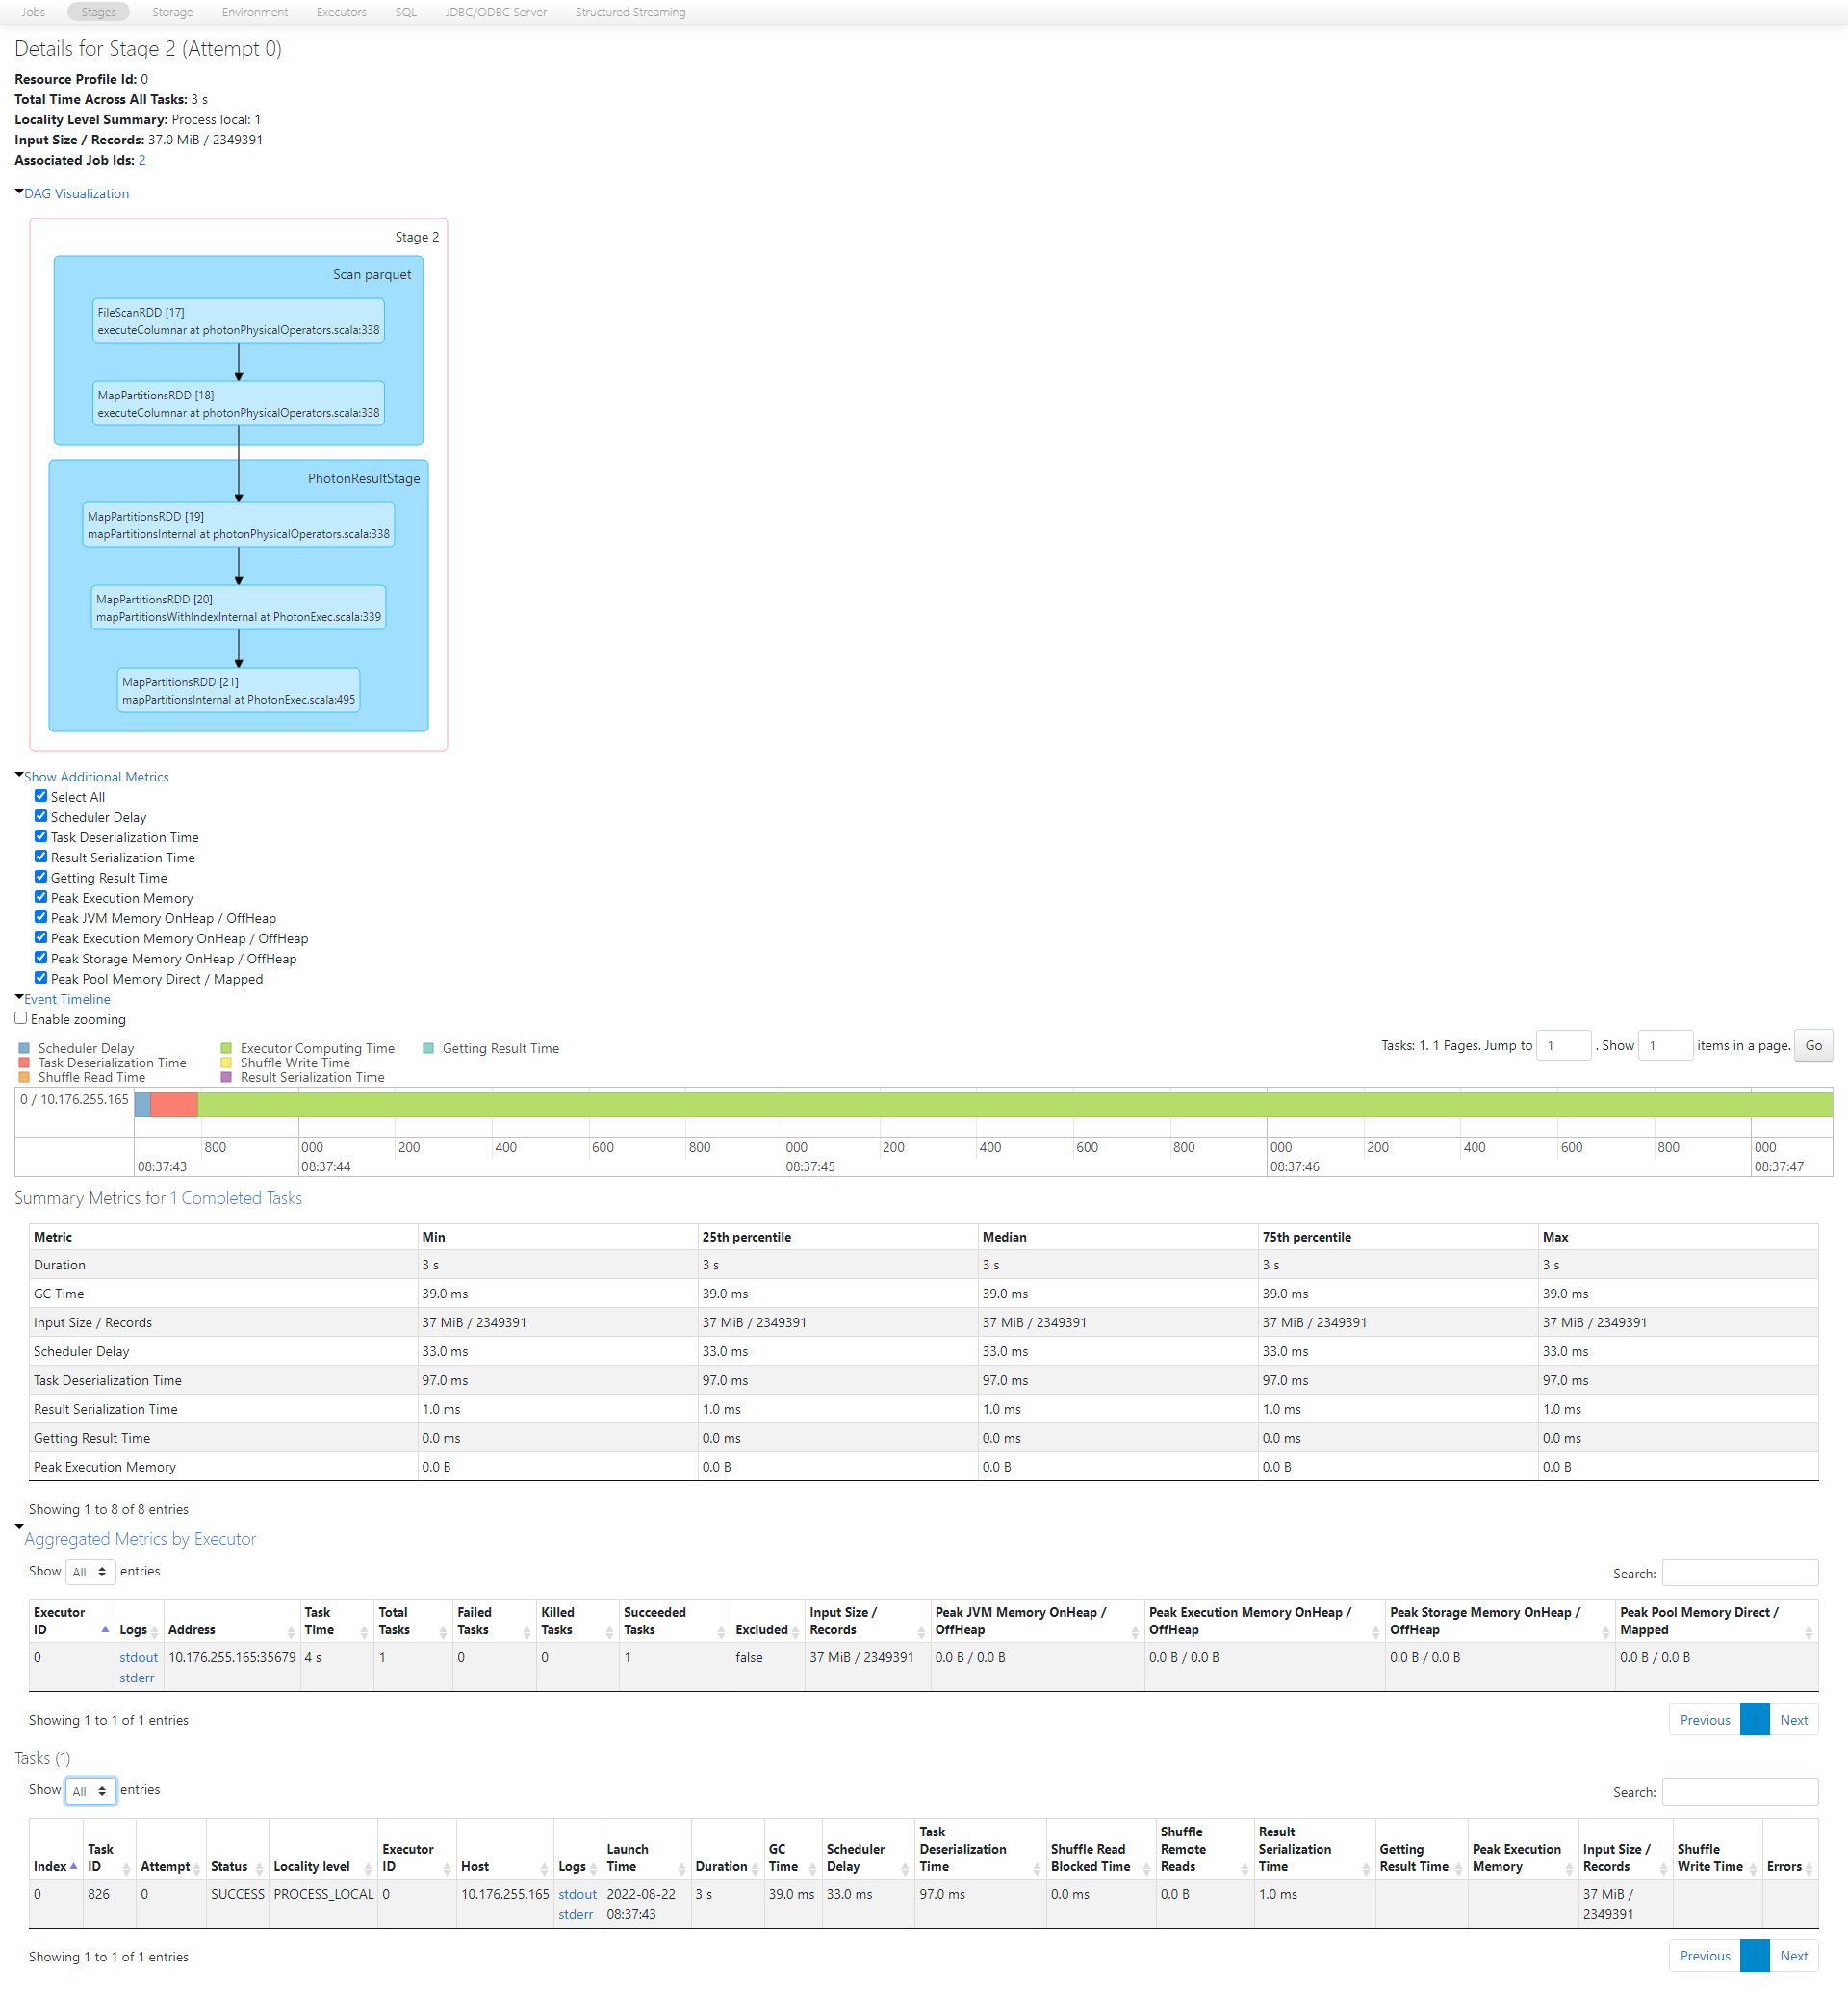 Jobs Stages Storage Environment Executors SQL JDBC/ODBC Server Structured Streaming
Details for Stage 2 (Attempt 0)
Resource Profile Id: 0
Total Time Across All Tasks: 3 s
Locality Level Summary: Process local: 1
Input Size / Records: 37.0 MiB / 2349391
Associated Job Ids: 2
DAG Visualization
Stage 2
Scan parquet
FileScanRDD [17]
executeColumnar at photonPhysicalOperators.scala:338
MapPartitionsRDD [18]
executeColumnar at photonPhysicalOperators.scala:338
PhotonResultStage
MapPartitionsRDD [19]
mapPartitionsInternal at photonPhysicalOperators.scala:338
MapPartitionsRDD [20]
mapPartitionsWithIndexInternal at PhotonExec.scala:339
MapPartitionsRDD [21]
mapPartitionsInternal at PhotonExec.scala:495
Show Additional Metrics
Select All
Scheduler Delay
Task Deserialization Time
Result Serialization Time
Getting Result Time
Peak Execution Memory
Peak JVM Memory OnHeap / OffHeap
Peak Execution Memory OnHeap / OffHeap
Peak Storage Memory OnHeap / OffHeap
Peak Pool Memory Direct / Mapped
Event Timeline
Enable zooming
Scheduler Delay Executor Computing Time Getting Result Time
Task Deserialization Time Shuffle Write Time
Shuffle Read Time Result Serialization Time
Tasks: 1. 1 Pages. Jump to 1 . Show 1 items in a page. Go
0 / 10.176.255.165
800 000 200 400 600 800 000 200 400 600 800 000 200 400 600 800 000
08:37:43 08:37:44 08:37:45 08:37:46 08:37:47
Summary Metrics for 1 Completed Tasks
Metric Min 25th percentile Median 75th percentile Max
Duration 3 s 3 s 3 s 3 s 3 s
GC Time 39.0 ms 39.0 ms 39.0 ms 39.0 ms 39.0 ms
Input Size / Records 37 MiB / 2349391 37 MiB / 2349391 37 MiB / 2349391 37 MiB / 2349391 37 MiB / 2349391
Scheduler Delay 33.0 ms 33.0 ms 33.0 ms 33.0 ms 33.0 ms
Task Deserialization Time 97.0 ms 97.0 ms 97.0 ms 97.0 ms 97.0 ms
Result Serialization Time 1.0 ms 1.0 ms 1.0 ms 1.0 ms 1.0 ms
Getting Result Time 0.0 ms 0.0 ms 0.0 ms 0.0 ms 0.0 ms
Peak Execution Memory 0.0 B 0.0 B 0.0 B 0.0 B 0.0 B
Showing 1 to 8 of 8 entries
Aggregated Metrics by Executor
Show All entries
Search:
Executor ID Logs Address Task Time Total Tasks Failed Tasks Killed Tasks Succeeded Tasks Excluded Input Size / Records Peak JVM Memory OnHeap / OffHeap Peak Execution Memory OnHeap / OffHeap Peak Storage Memory OnHeap / OffHeap Peak Pool Memory Direct / Mapped
0 stdout 10.176.255.165:35679 4 s 1 0 0 1 false 37 MiB / 2349391 0.0 B / 0.0 B 0.0 B / 0.0 B 0.0 B / 0.0 B 0.0 B / 0.0 B
stderr
Showing 1 to 1 of 1 entries
Previous Next
Tasks (1)
Show All entries
Search:
Index Task ID Attempt Status Locality level Executor ID Host Logs Launch Time Duration GC Time Scheduler Delay Task Deserialization Time Shuffle Read Blocked Time Shuffle Remote Reads Result Serialization Time Getting Result Time Peak Execution Memory Input Size / Records Shuffle Write Time Errors
0 826 0 SUCCESS PROCESS_LOCAL 0 10.176.255.165 stdout 2022-08-22 3 s 39.0 ms 33.0 ms 97.0 ms 0.0 ms 0.0 B 1.0 ms 37 MiB /
stderr 08:37:43 2349391
Showing 1 to 1 of 1 entries
Previous Next